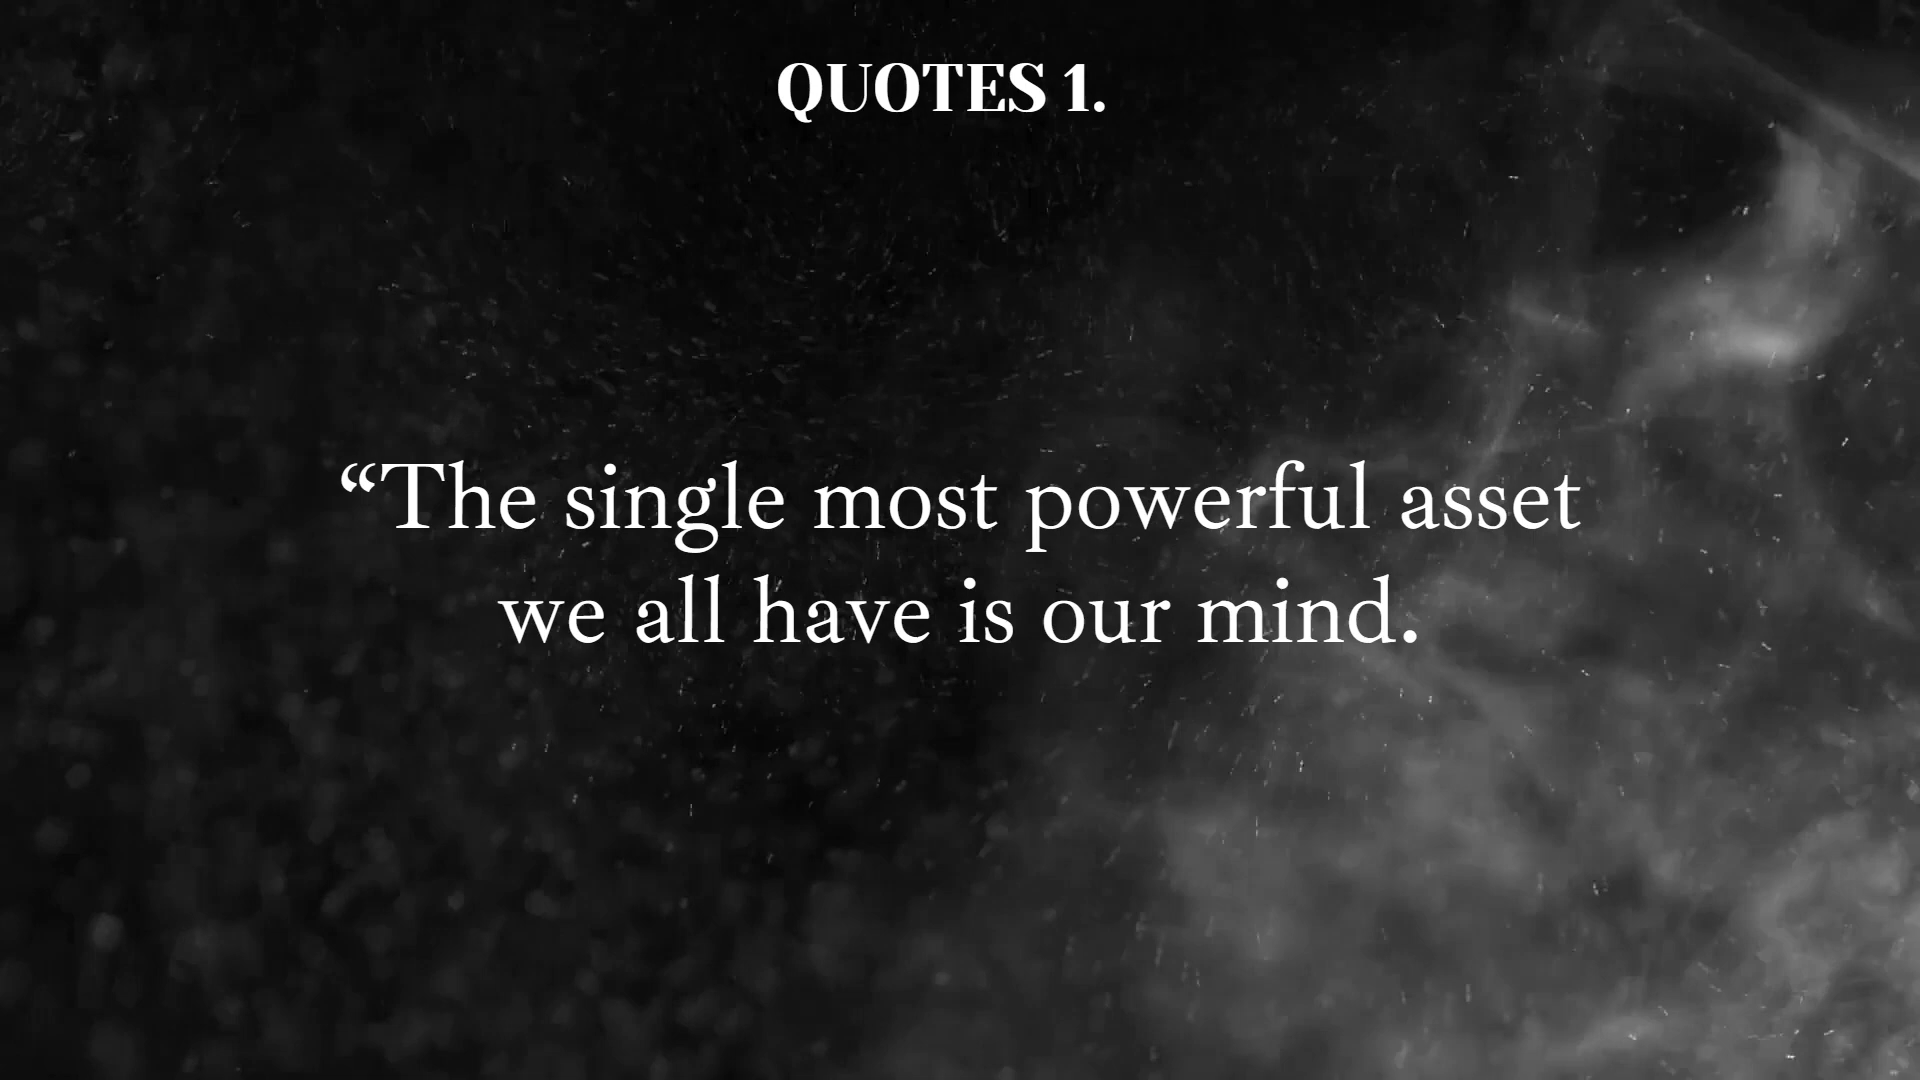 QUOTES 1.
“The single most powerful asset
we all have is our mind.